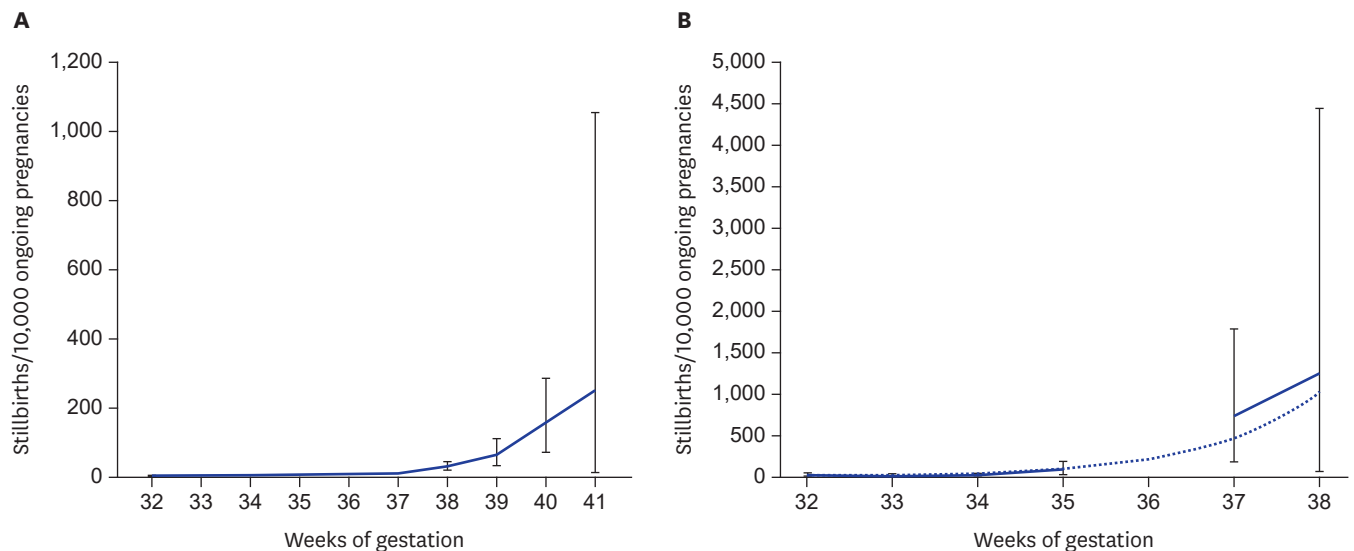 A
Stillbirths/10,000 ongoing pregnancies
1,200
1,000
800
600
400
200
0
32 33 34 35 36 37 38 39 40 41
Weeks of gestation
B
Stillbirths/10,000 ongoing pregnancies
5,000
4,500
4,000
3,500
3,000
2,500
2,000
1,500
1,000
500
0
32 33 34 35 36 37 38
Weeks of gestation